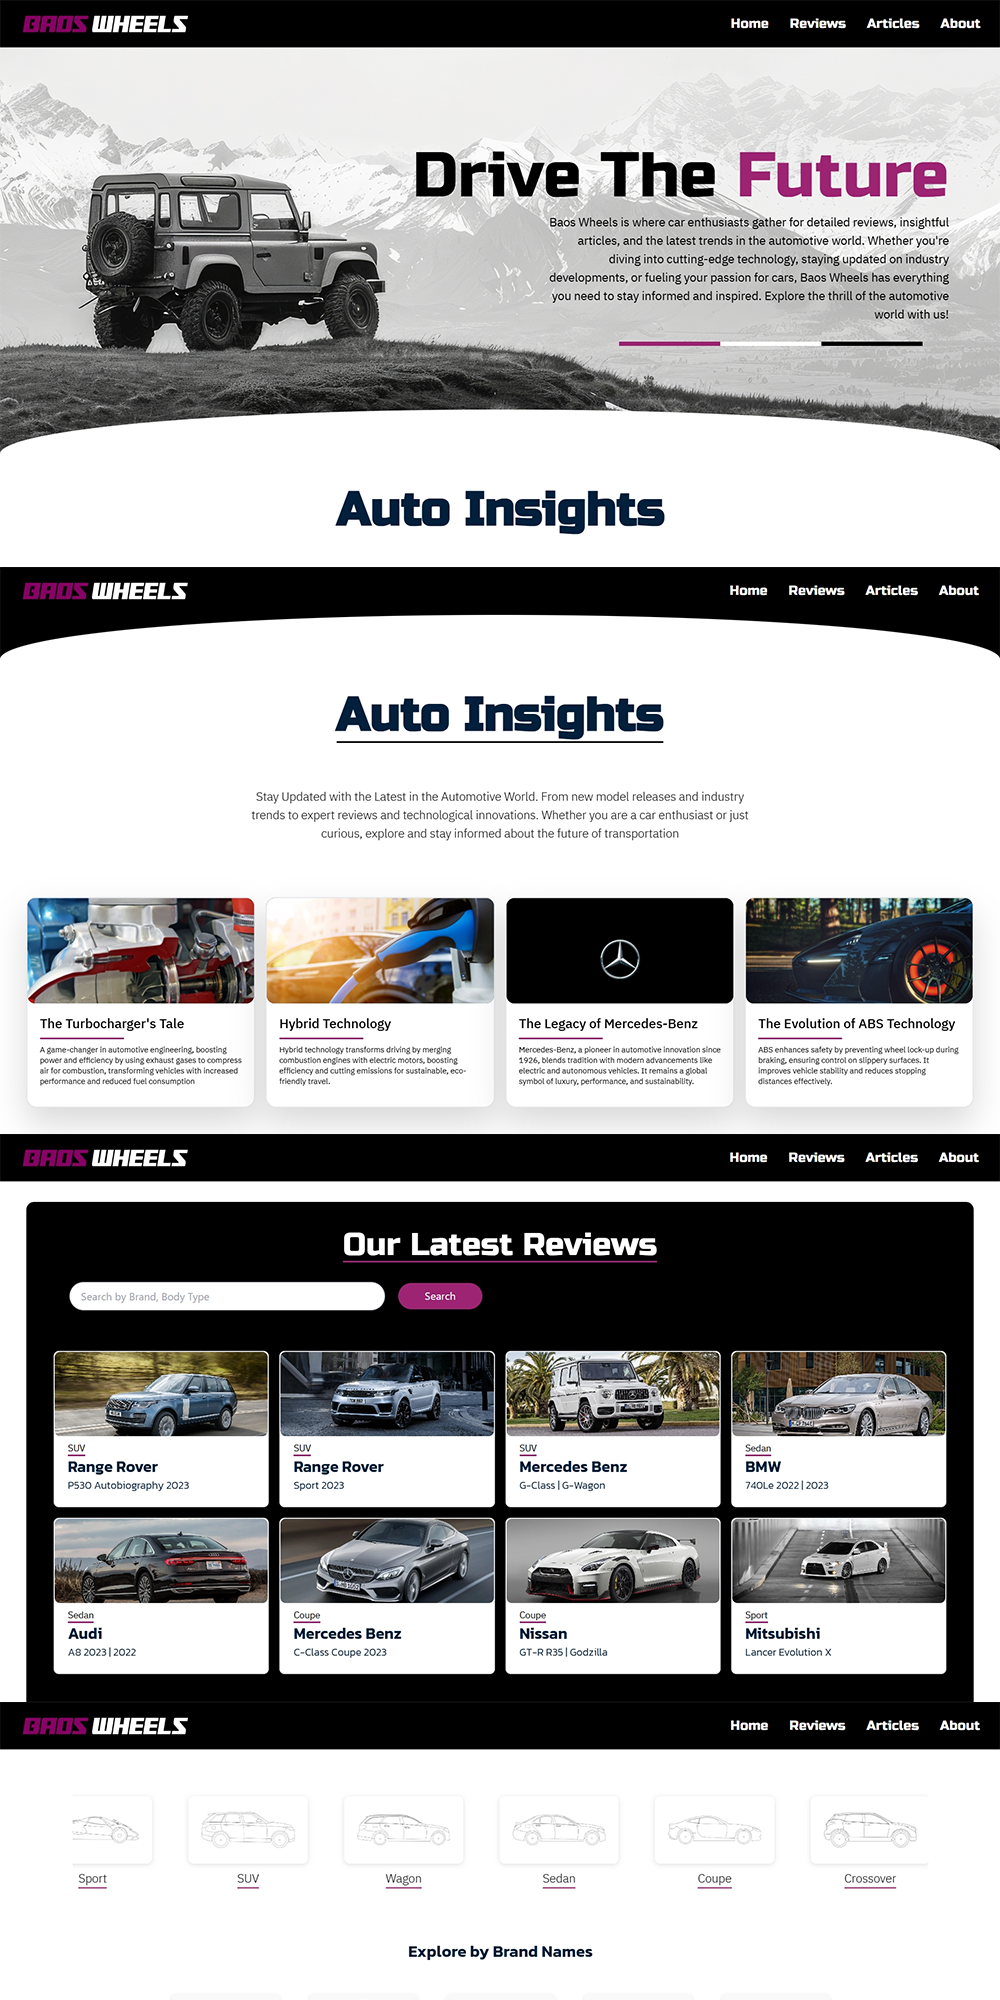 BAOS WHEELS
Home Reviews Articles About
Drive The Future
Baos Wheels is where car enthusiasts gather for detailed reviews, insightful
articles, and the latest trends in the automotive world. Whether you're
diving into cutting-edge technology, staying updated on industry
developments, or fueling your passion for cars, Baos Wheels has everything
you need to stay informed and inspired. Explore the thrill of the automotive
world with us!
Auto Insights
BAOS WHEELS
Home Reviews Articles About
Auto Insights
Stay Updated with the Latest in the Automotive World. From new model releases and industry
trends to expert reviews and technological innovations. Whether you are a car enthusiast or just
curious, explore and stay informed about the future of transportation
The Turbocharger's Tale
A game-changer in automotive engineering, boosting
power and efficiency by using exhaust gases to compress
air for combustion, transforming vehicles with increased
performance and reduced fuel consumption
Hybrid Technology
Hybrid technology transforms driving by merging
combustion engines with electric motors, boosting
efficiency and cutting emissions for sustainable, eco-
friendly travel.
The Legacy of Mercedes-Benz
Mercedes-Benz, a pioneer in automotive innovation since
1926, blends tradition with modern advancements like
electric and autonomous vehicles. It remains a global
symbol of luxury, performance, and sustainability.
The Evolution of ABS Technology
ABS enhances safety by preventing wheel lock-up during
braking, ensuring control on slippery surfaces. It
improves vehicle stability and reduces stopping
distances effectively.
BAOS WHEELS
Home Reviews Articles About
Our Latest Reviews
Search by Brand, Body Type
Search
SUV
Range Rover
P530 Autobiography 2023
SUV
Range Rover
Sport 2023
SUV
Mercedes Benz
G-Class | G-Wagon
Sedan
BMW
740Le 2022 | 2023
Sedan
Audi
A8 2023 | 2022
Coupe
Mercedes Benz
C-Class Coupe 2023
Coupe
Nissan
GT-R R35 | Godzilla
Sport
Mitsubishi
Lancer Evolution X
BAOS WHEELS
Home Reviews Articles About
Sport
SUV
Wagon
Sedan
Coupe
Crossover
Explore by Brand Names